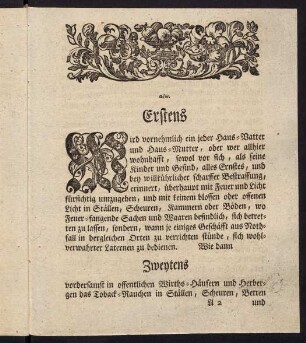 Erstens
Wird vornehmlich ein jeder Haus-Vatter
und Haus-Mutter, oder wer allhier
wohnhafft, sowol vor sich, als seine
Kinder und Gesind, alles Ernstes, und
bey willkührlicher scharffer Bestraffung,
erinnert, überhaupt mit Feuer und Licht
fürsichtig umzugehen, und mit keinem blossen oder offenen
Licht in Ställen, Scheuren, Kammern oder Böden, wo
Feuer-fangende Sachen und Waaren befindlich, sich betret-
ten zu lassen, sondern, wann je einiges Geschäfft aus Noth-
fall in dergleichen Orten zu verrichten stünde, sich wohl-
verwahrter Laternen zu bedienen. Wie dann
Zweytens
vordersamst in offentlichen Wirths-Häusern und Herber-
gen das Toback-Rauchen in Ställen, Scheuren, Betten
A 2 und